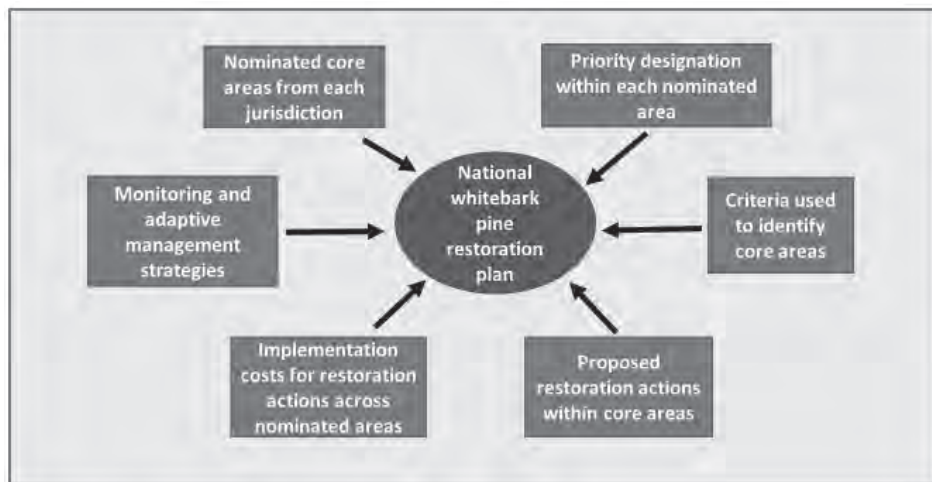 Nominated core
areas from each
jurisdiction
Priority designation
within each nominated
area
Monitoring and
adaptive
management
strategies
National
whitebark
pine
restoration
plan
Criteria used
to identify
core areas
Implementation
costs for restoration
actions across
nominated areas
Proposed
restoration actions
within core areas